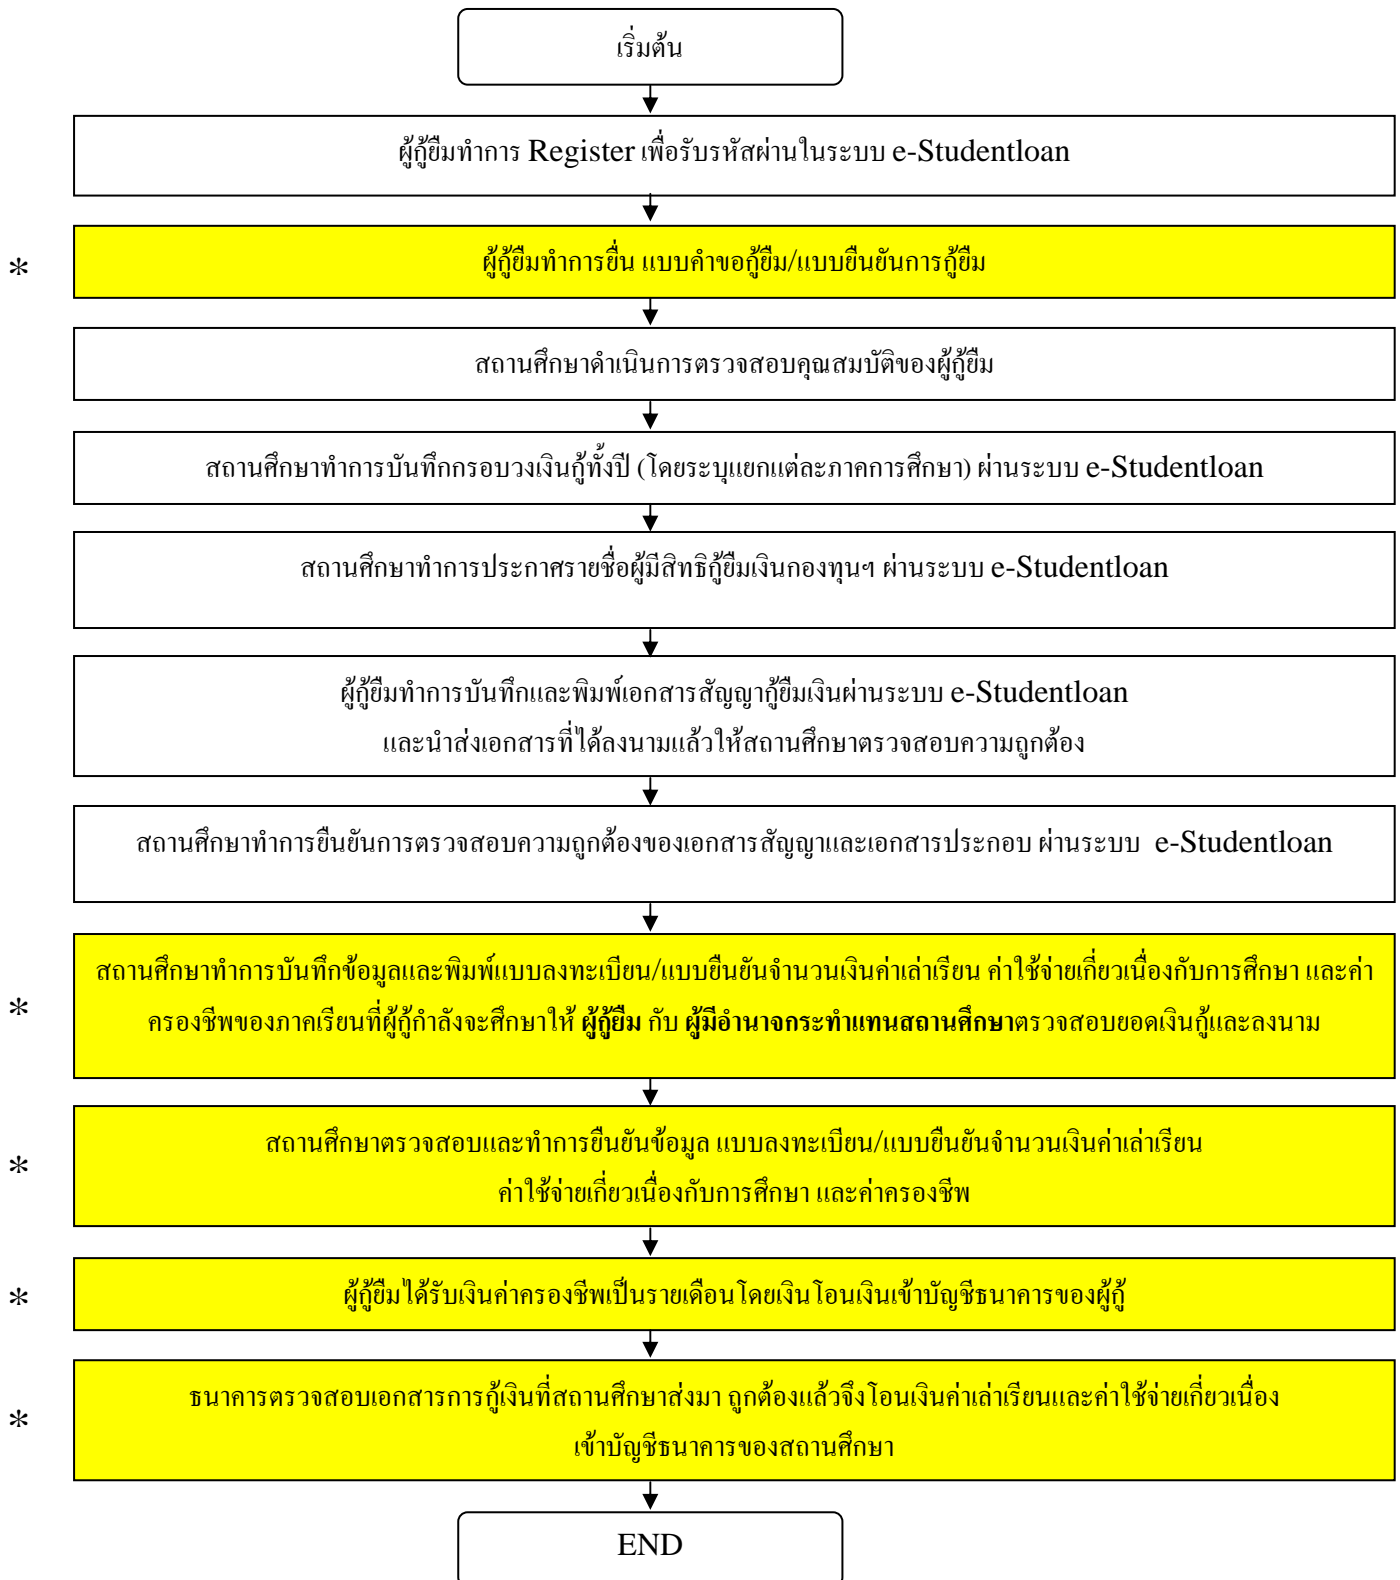 เริ่มต้น
ผู้กู้ยืมทำการ Register เพื่อรับรหัสผ่านในระบบ e-Studentloan
* ผู้กู้ยืมทำการยื่น แบบคำขอกู้ยืม/แบบยืนยันการกู้ยืม
สถานศึกษาดำเนินการตรวจสอบคุณสมบัติของผู้กู้ยืม
สถานศึกษาทำการบันทึกกรอบวงเงินกู้ทั้งปี (โดยระบุแยกแต่ละภาคการศึกษา) ผ่านระบบ e-Studentloan
สถานศึกษาทำการประกาศรายชื่อผู้มีสิทธิกู้ยืมเงินกองทุนฯ ผ่านระบบ e-Studentloan
ผู้กู้ยืมทำการบันทึกและพิมพ์เอกสารสัญญากู้ยืมเงินผ่านระบบ e-Studentloan
และนำส่งเอกสารที่ได้ลงนามแล้วให้สถานศึกษาตรวจสอบความถูกต้อง
สถานศึกษาทำการยืนยันการตรวจสอบความถูกต้องของเอกสารสัญญาและเอกสารประกอบ ผ่านระบบ e-Studentloan
สถานศึกษาทำการบันทึกข้อมูลและพิมพ์แบบลงทะเบียน/แบบยืนยันจำนวนเงินค่าเล่าเรียน ค่าใช้จ่ายเกี่ยวเนื่องกับการศึกษา และค่า
* ครองชีพของภาคเรียนที่ผู้กู้กำลังจะศึกษาให้ ผู้กู้ยืม กับ ผู้มีอำนาจกระทำแทนสถานศึกษาตรวจสอบยอดเงินกู้และลงนาม
สถานศึกษาตรวจสอบและทำการยืนยันข้อมูล แบบลงทะเบียน/แบบยืนยันจำนวนเงินค่าเล่าเรียน
* ค่าใช้จ่ายเกี่ยวเนื่องกับการศึกษา และค่าครองชีพ
* ผู้กู้ยืมได้รับเงินค่าครองชีพเป็นรายเดือนโดยเงินโอนเงินเข้าบัญชีธนาคารของผู้กู้
ธนาคารตรวจสอบเอกสารการกู้เงินที่สถานศึกษาส่งมา ถูกต้องแล้วจึงโอนเงินค่าเล่าเรียนและค่าใช้จ่ายเกี่ยวเนื่อง
* เข้าบัญชีธนาคารของสถานศึกษา
END